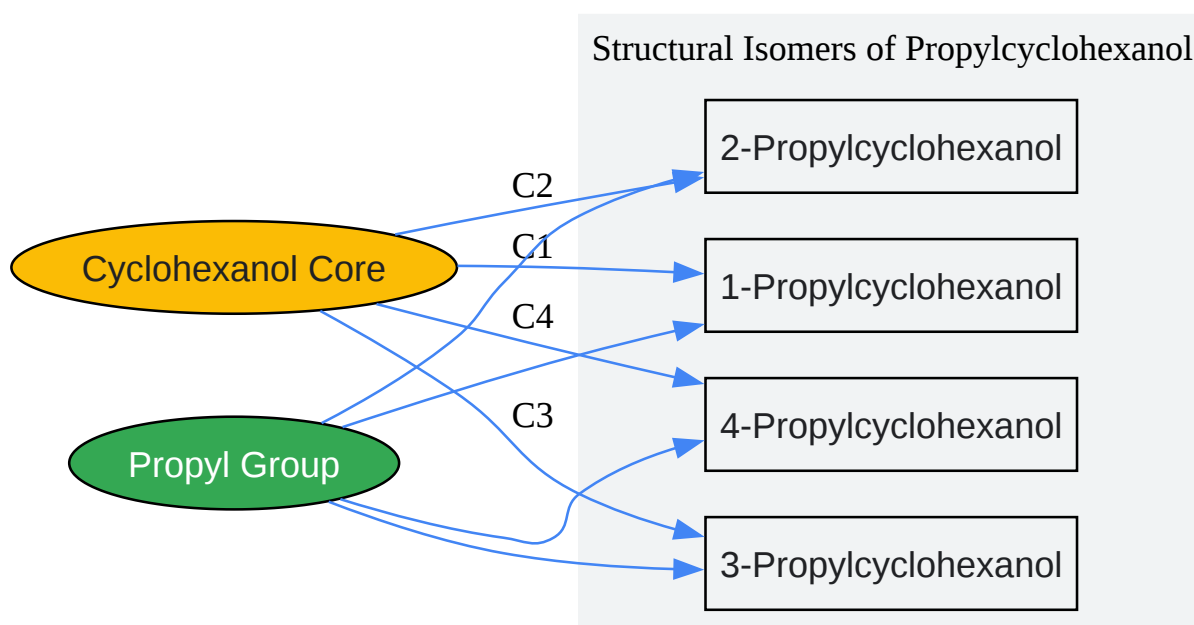 Structural Isomers of Propylcyclohexanol
2-Propylcyclohexanol
C2
C1
1-Propylcyclohexanol
Cyclohexanol Core
C4
4-Propylcyclohexanol
C3
Propyl Group
3-Propylcyclohexanol